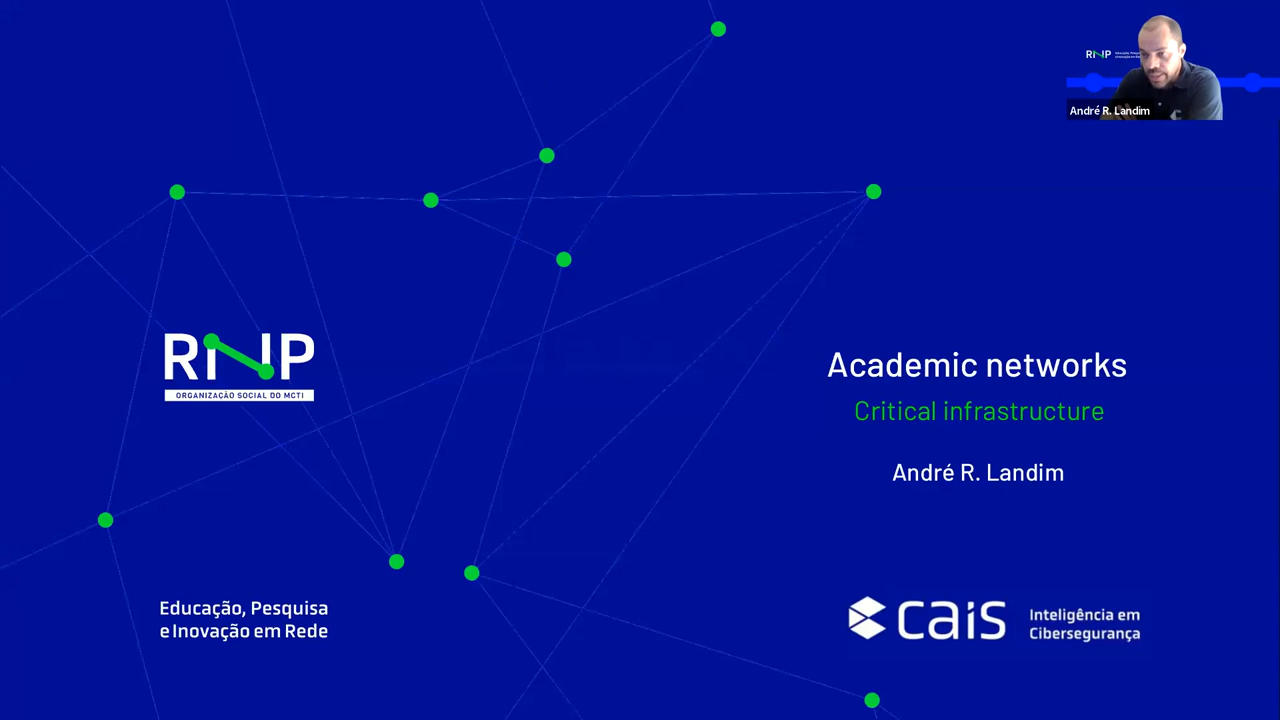 RNP
André R. Landim
RNP
ORGANIZAÇÃO SOCIAL DO MCTI
Academic networks
Critical infrastructure
André R. Landim
Educação, Pesquisa
e Inovação em Rede
cais
Inteligência em
Cibersegurança